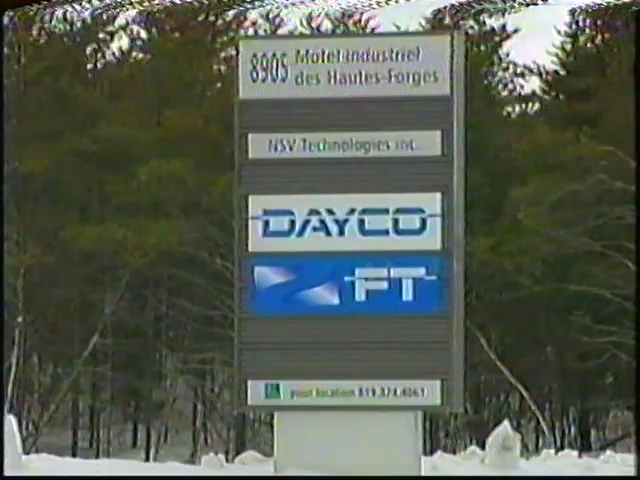 8905 Motel industriel
des Hautes-Forges
NSV Technologies inc.
DAYCO
FT
pour location 819.374.4061